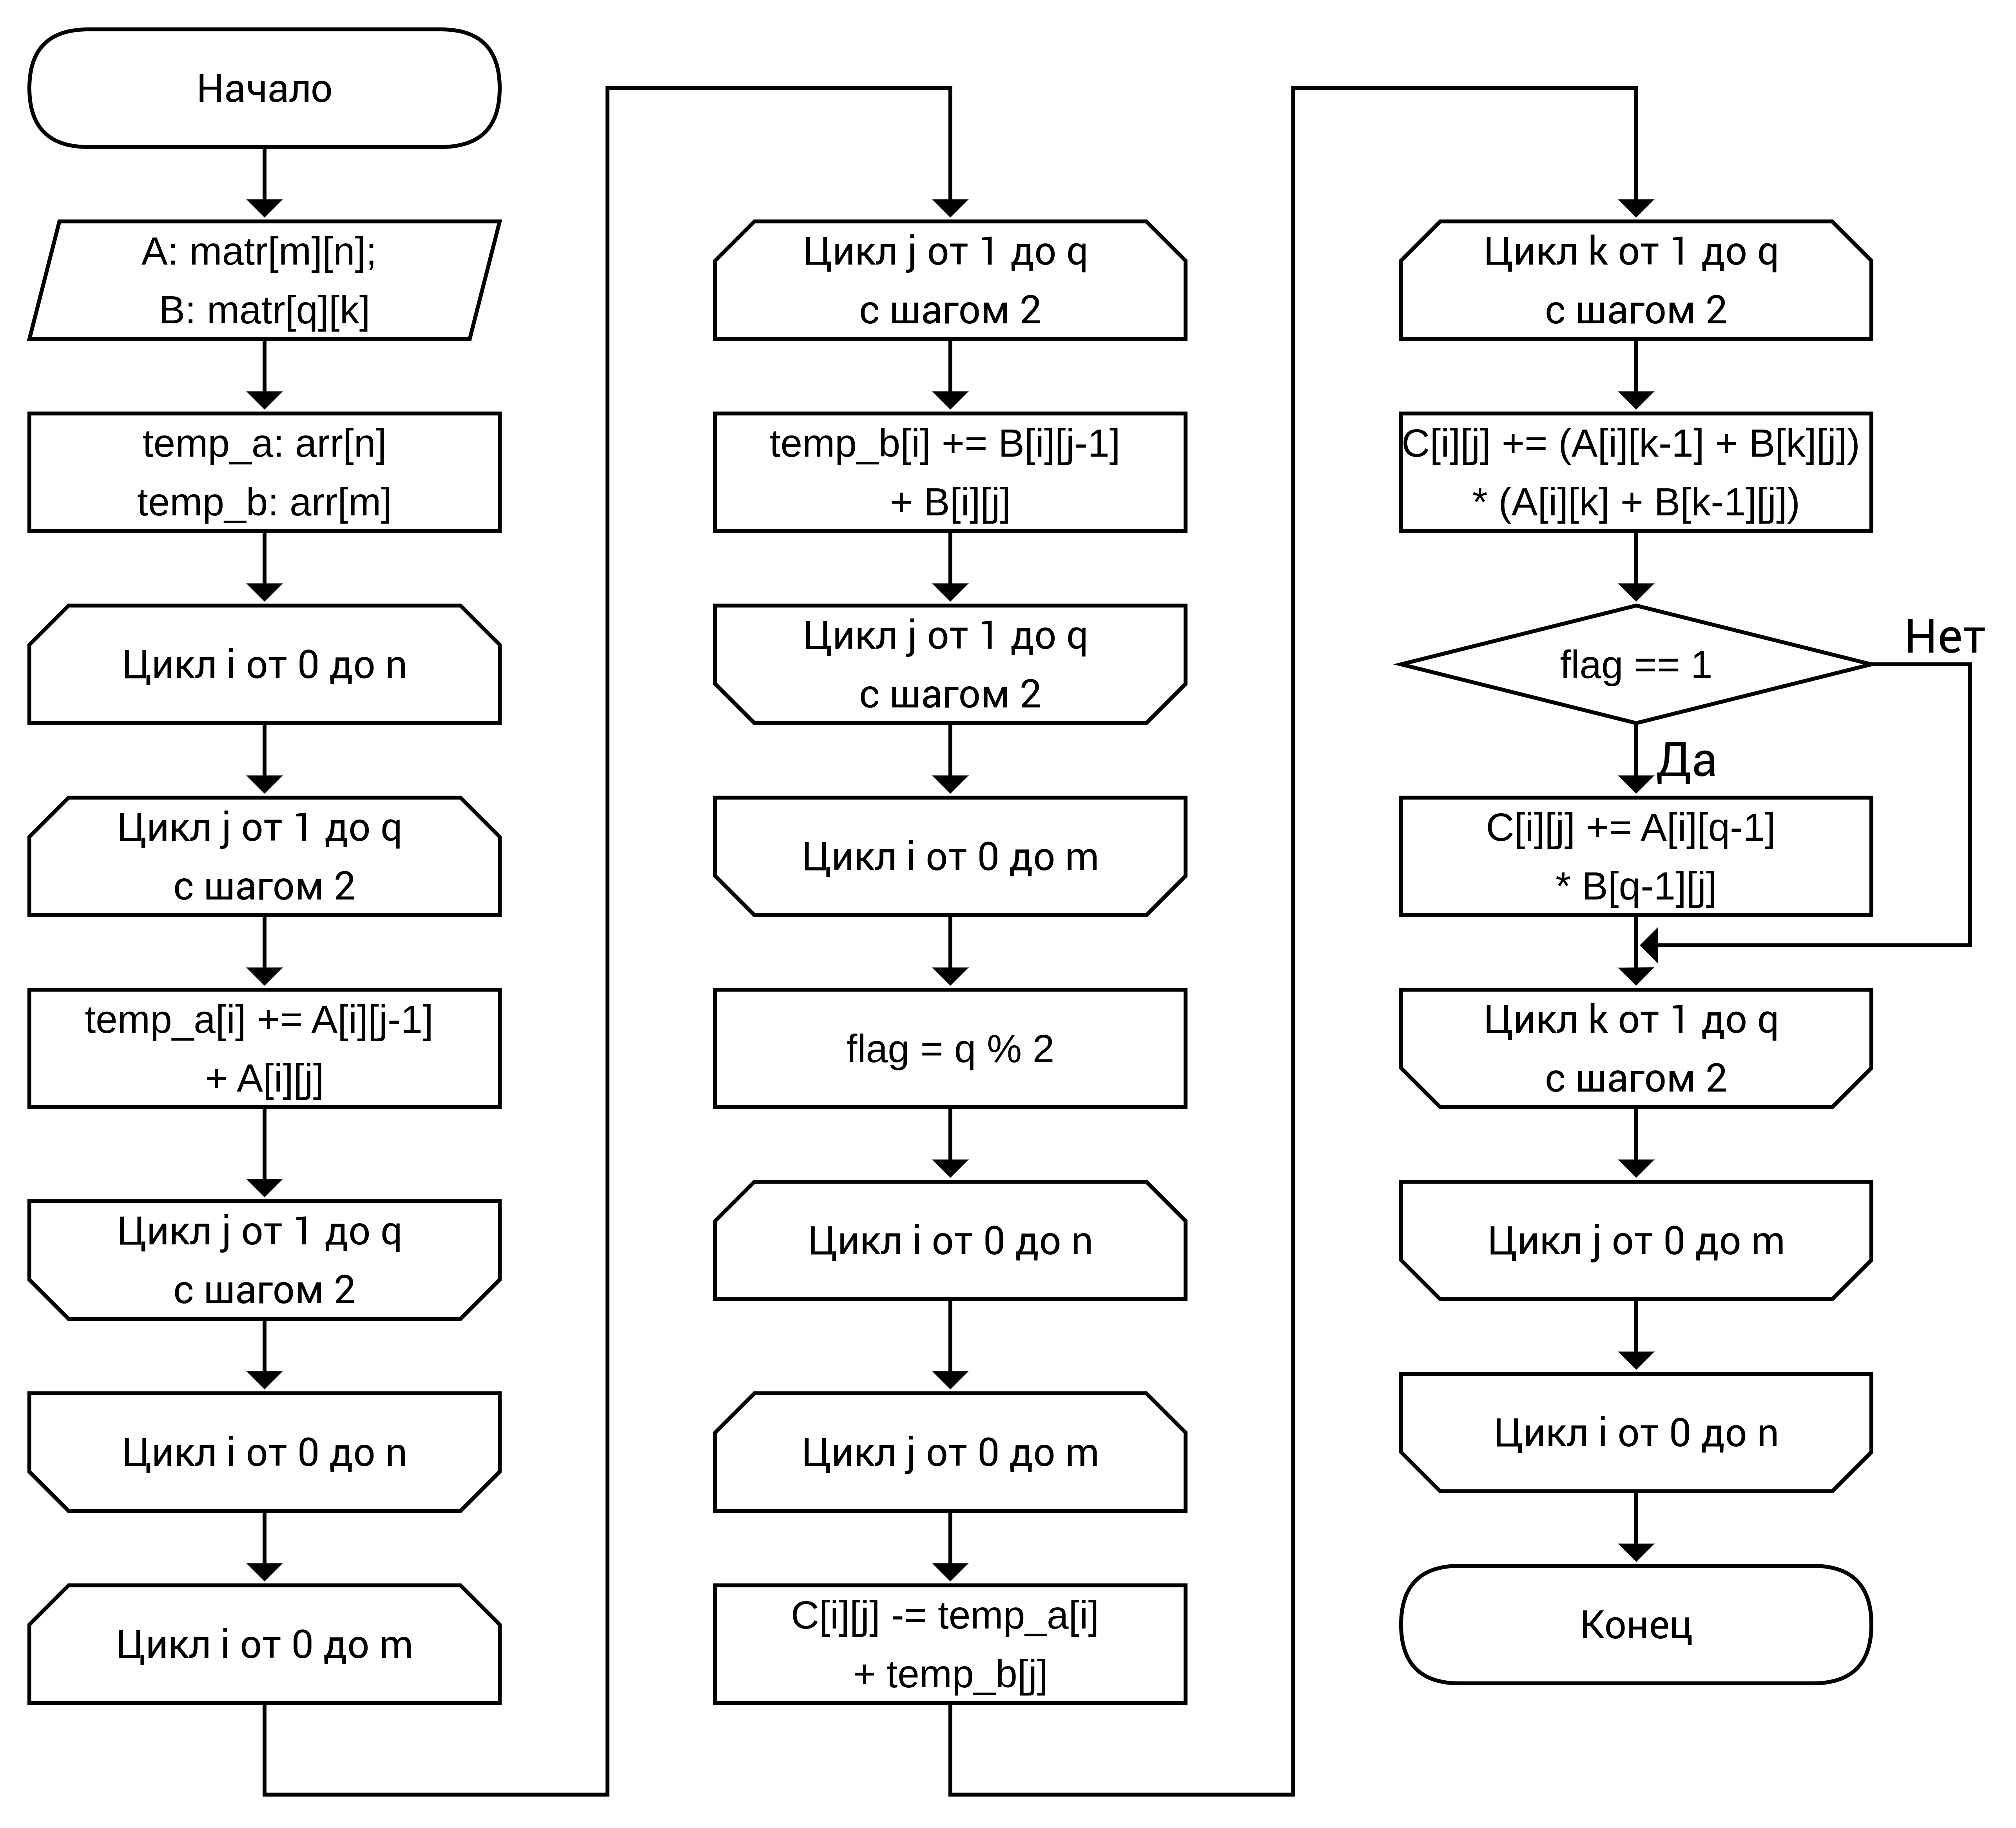 Начало
A: matr[m][n];
B: matr[q][k]
temp_a: arr[n]
temp_b: arr[m]
Цикл i от 0 до n
Цикл j от 1 до q
с шагом 2
temp_a[i] += A[i][j-1]
+ A[i][j]
Цикл j от 1 до q
с шагом 2
Цикл i от 0 до n
Цикл i от 0 до m
Цикл j от 1 до q
с шагом 2
temp_b[i] += B[i][j-1]
+ B[i][j]
Цикл j от 1 до q
с шагом 2
Цикл i от 0 до m
flag = q % 2
Цикл i от 0 до n
Цикл j от 0 до m
C[i][j] -= temp_a[i]
+ temp_b[j]
Цикл k от 1 до q
с шагом 2
C[i][j] += (A[i][k-1] + B[k][j])
* (A[i][k] + B[k-1][j])
flag == 1
Нет
Да
C[i][j] += A[i][q-1]
* B[q-1][j]
Цикл k от 1 до q
с шагом 2
Цикл j от 0 до m
Цикл i от 0 до n
Конец